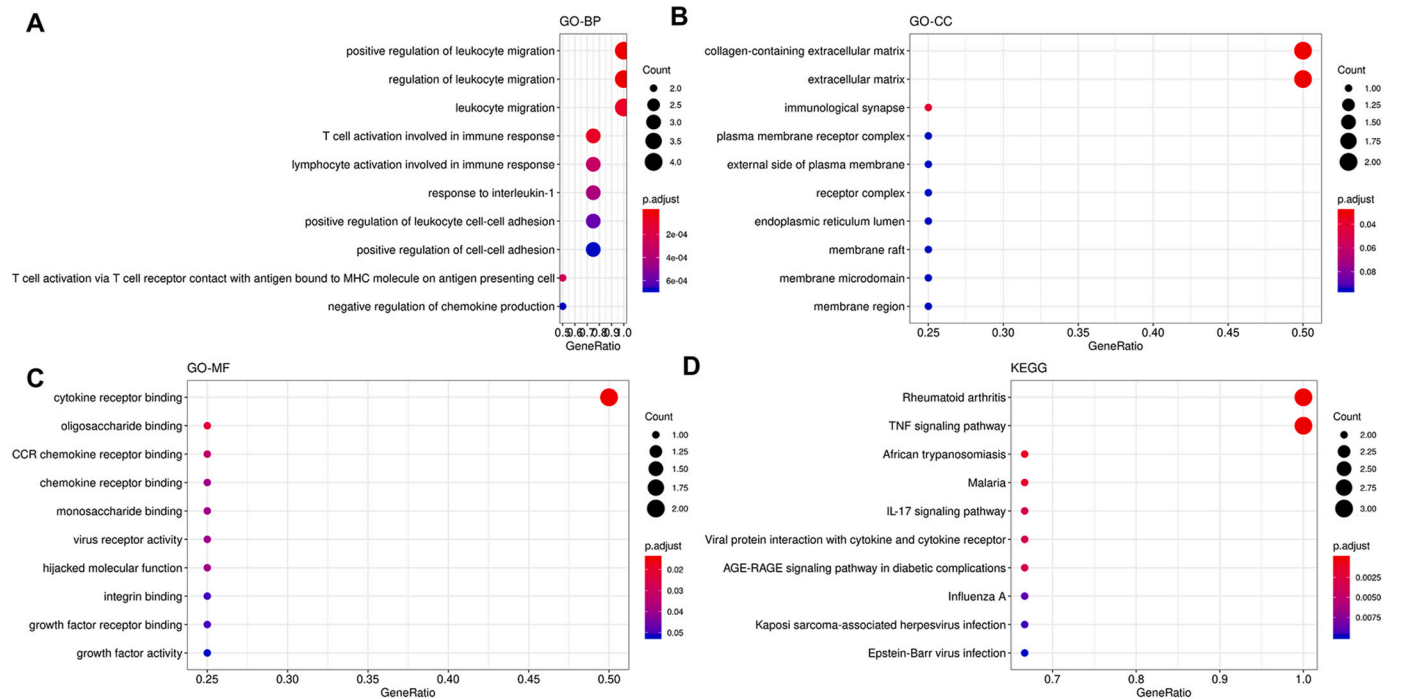 A
GO-BP
positive regulation of leukocyte migration
regulation of leukocyte migration
leukocyte migration
T cell activation involved in immune response
lymphocyte activation involved in immune response
response to interleukin-1
positive regulation of leukocyte cell-cell adhesion
positive regulation of cell-cell adhesion
T cell activation via T cell receptor contact with antigen bound to MHC molecule on antigen presenting cell
negative regulation of chemokine production
0.5 0.6 0.7 0.8 0.9 1.0
GeneRatio
Count
2.0
2.5
3.0
3.5
4.0
p.adjust
2e-04
4e-04
6e-04
B
GO-CC
collagen-containing extracellular matrix
extracellular matrix
immunological synapse
plasma membrane receptor complex
external side of plasma membrane
receptor complex
endoplasmic reticulum lumen
membrane raft
membrane microdomain
membrane region
0.25 0.30 0.35 0.40 0.45 0.50
GeneRatio
Count
1.00
1.25
1.50
1.75
2.00
p.adjust
0.04
0.06
0.08
C
GO-MF
cytokine receptor binding
oligosaccharide binding
CCR chemokine receptor binding
chemokine receptor binding
monosaccharide binding
virus receptor activity
hijacked molecular function
integrin binding
growth factor receptor binding
growth factor activity
0.25 0.30 0.35 0.40 0.45 0.50
GeneRatio
Count
1.00
1.25
1.50
1.75
2.00
p.adjust
0.02
0.03
0.04
0.05
D
KEGG
Rheumatoid arthritis
TNF signaling pathway
African trypanosomiasis
Malaria
IL-17 signaling pathway
Viral protein interaction with cytokine and cytokine receptor
AGE-RAGE signaling pathway in diabetic complications
Influenza A
Kaposi sarcoma-associated herpesvirus infection
Epstein-Barr virus infection
0.7 0.8 0.9 1.0
GeneRatio
Count
2.00
2.25
2.50
2.75
3.00
p.adjust
0.0025
0.0050
0.0075